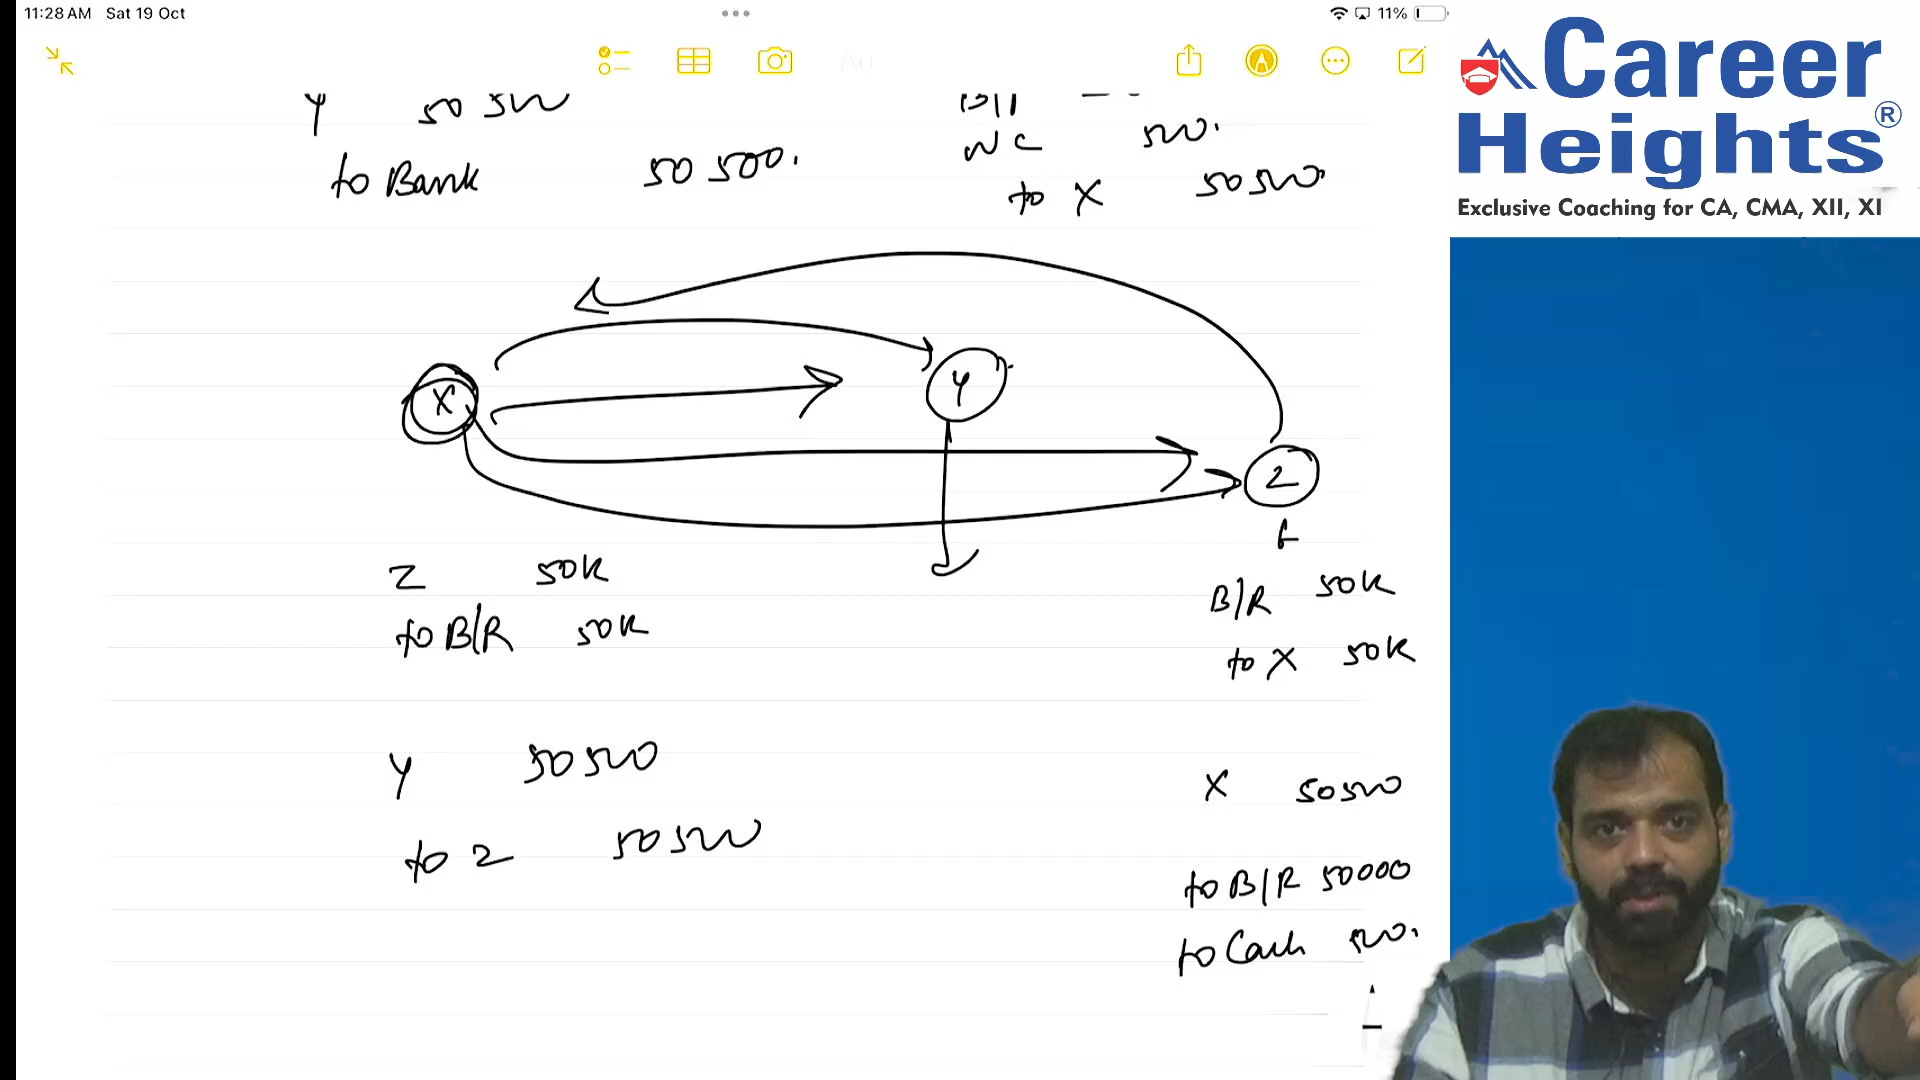 11:28 AM Sat 19 Oct
11%
Career
Heights®
Exclusive Coaching for CA, CMA, XII, XI
Y 50 500
to Bank 50 500.
NC 500.
to X 50500
X
Y
Z
Z 50K
to B/R 50K
B/R 50K
to X 50K
Y 50500
to Z 50500
X 50500
to B/R 50000
to Cash 500.